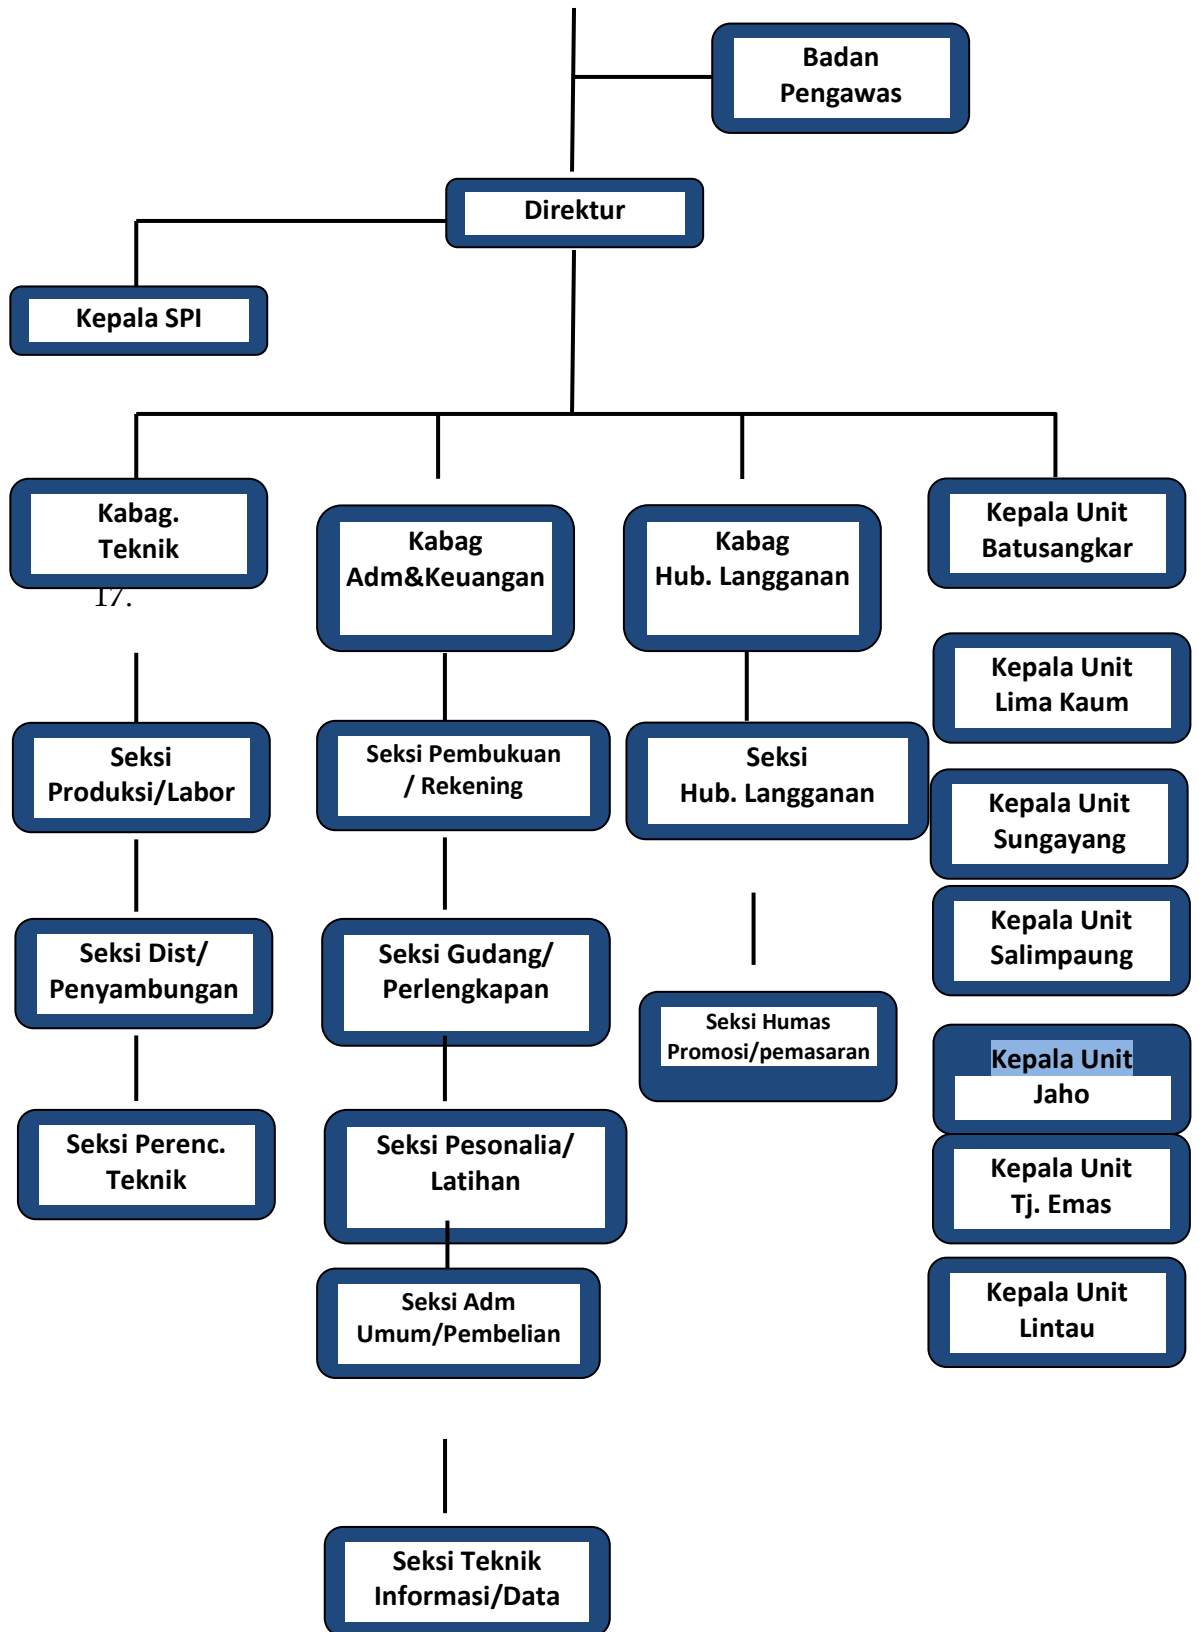 Badan
Pengawas
Direktur
Kepala SPI
Kabag.
Teknik
17.
Kabag
Adm&Keuangan
Kabag
Hub. Langganan
Kepala Unit
Batusangkar
Kepala Unit
Lima Kaum
Seksi
Produksi/Labor
Seksi Pembukuan
/ Rekening
Seksi
Hub. Langganan
Kepala Unit
Sungayang
Kepala Unit
Salimpaung
Seksi Dist/
Penyambungan
Seksi Gudang/
Perlengkapan
Seksi Humas
Promosi/pemasaran
Kepala Unit
Jaho
Seksi Perenc.
Teknik
Seksi Pesonalia/
Latihan
Kepala Unit
Tj. Emas
Seksi Adm
Umum/Pembelian
Kepala Unit
Lintau
Seksi Teknik
Informasi/Data